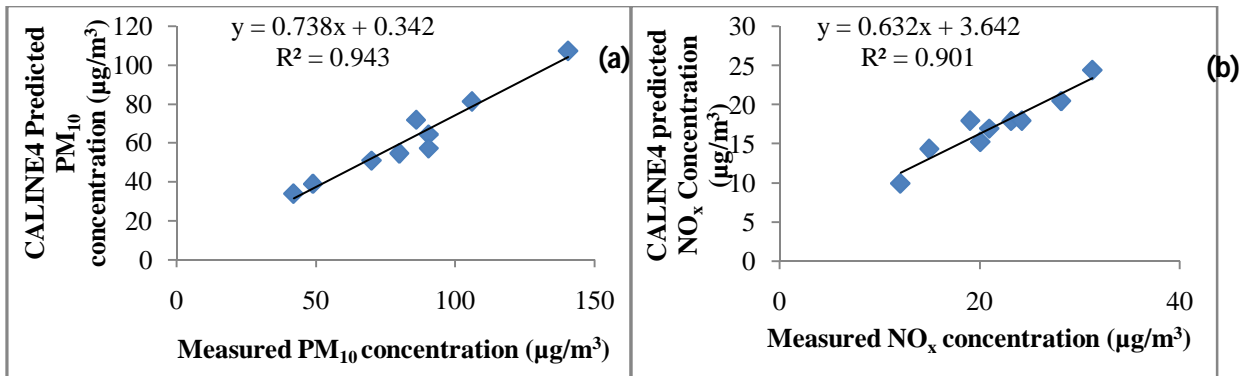 y = 0.738x + 0.342
R² = 0.943
(a)
CALINE4 Predicted
PM₁₀
concentration (µg/m³)
120
100
80
60
40
20
0
0 50 100 150
Measured PM₁₀ concentration (µg/m³)
y = 0.632x + 3.642
R² = 0.901
(b)
CALINE4 predicted
NOₓ Concentration
(µg/m³)
30
25
20
15
10
5
0
0 20 40
Measured NOₓ concentration (µg/m³)